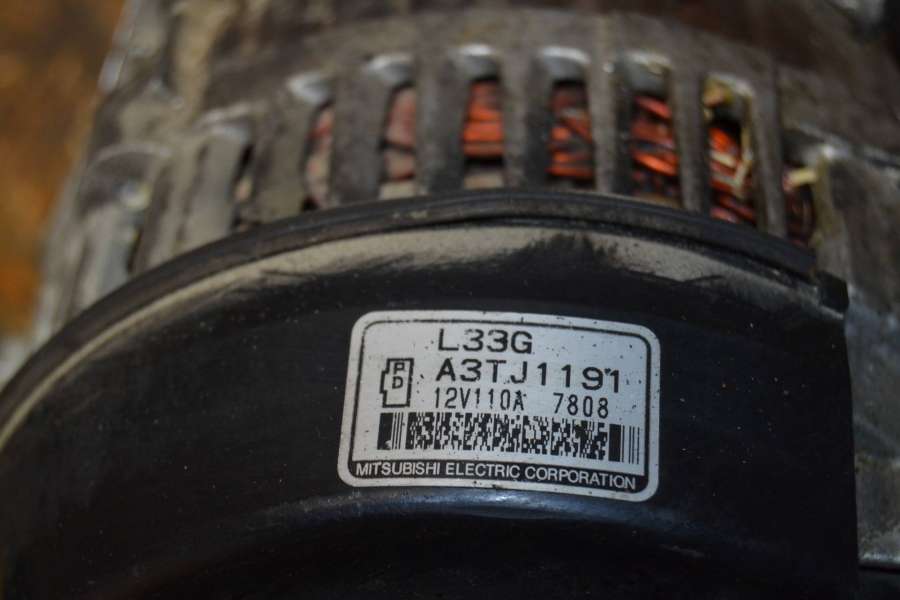 L33G
A3TJ1191
P
D
12V110A 7808
MITSUBISHI ELECTRIC CORPORATION